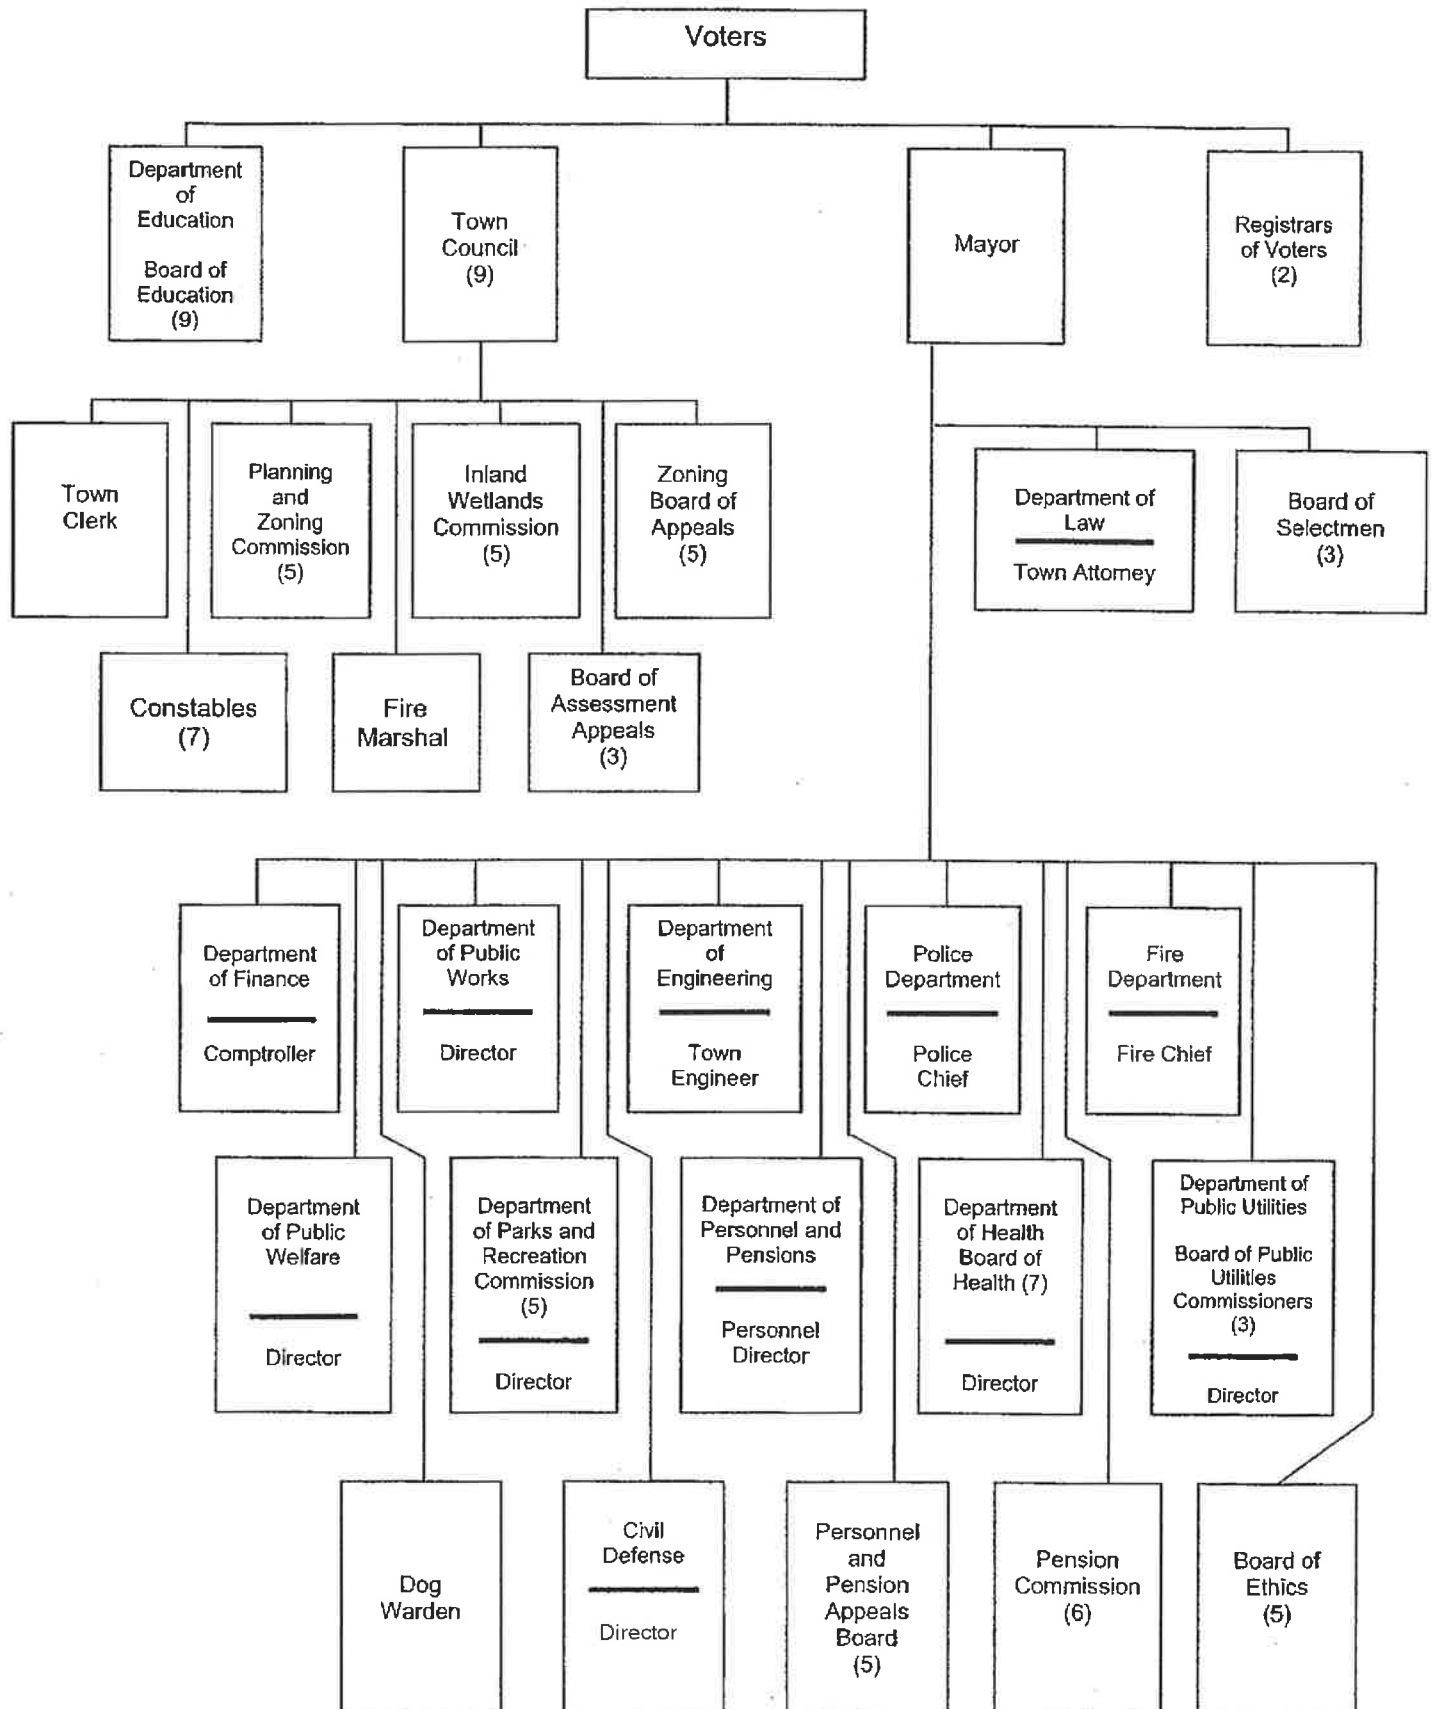 Voters
Department
of
Education
Board of
Education
(9)
Town
Council
(9)
Mayor
Registrars
of Voters
(2)
Town
Clerk
Planning
and
Zoning
Commission
(5)
Inland
Wetlands
Commission
(5)
Zoning
Board of
Appeals
(5)
Department of
Law
Town Attorney
Board of
Selectmen
(3)
Constables
(7)
Fire
Marshal
Board of
Assessment
Appeals
(3)
Department
of Finance
Comptroller
Department
of Public
Works
Director
Department
of
Engineering
Town
Engineer
Police
Department
Police
Chief
Fire
Department
Fire Chief
Department
of Public
Welfare
Director
Department
of Parks and
Recreation
Commission
(5)
Director
Department of
Personnel and
Pensions
Personnel
Director
Department
of Health
Board of
Health (7)
Director
Department of
Public Utilities
Board of Public
Utilities
Commissioners
(3)
Director
Dog
Warden
Civil
Defense
Director
Personnel
and
Pension
Appeals
Board
(5)
Pension
Commission
(6)
Board of
Ethics
(5)